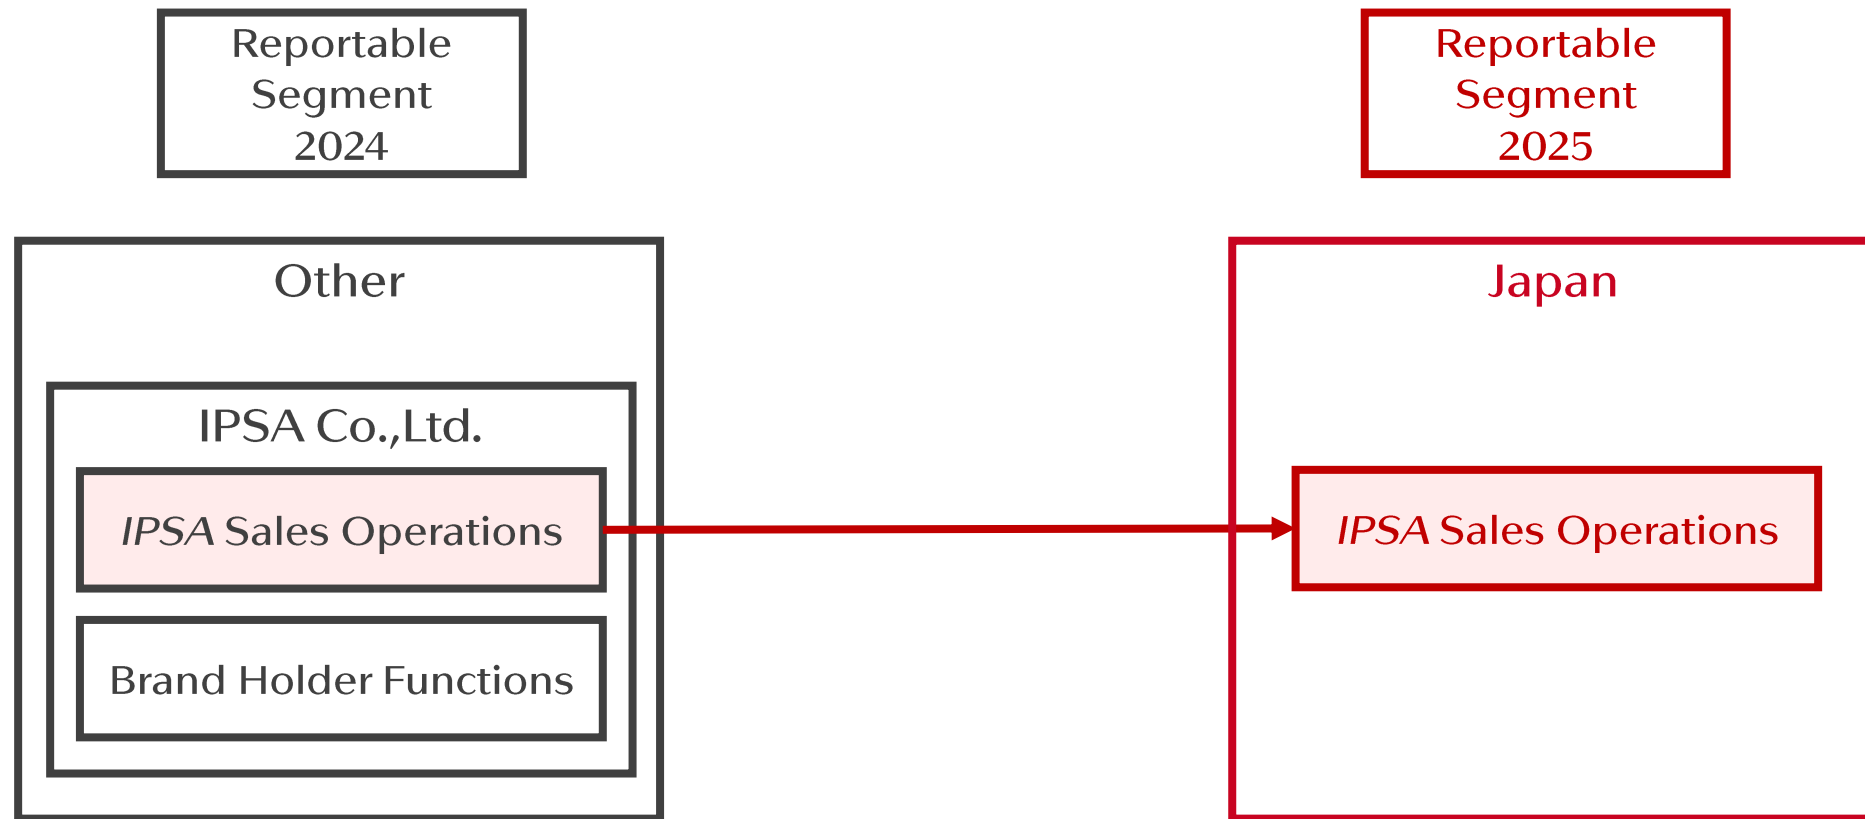 Reportable
Segment
2024
Reportable
Segment
2025
Other
IPSA Co.,Ltd.
IPSA Sales Operations
Brand Holder Functions
Japan
IPSA Sales Operations